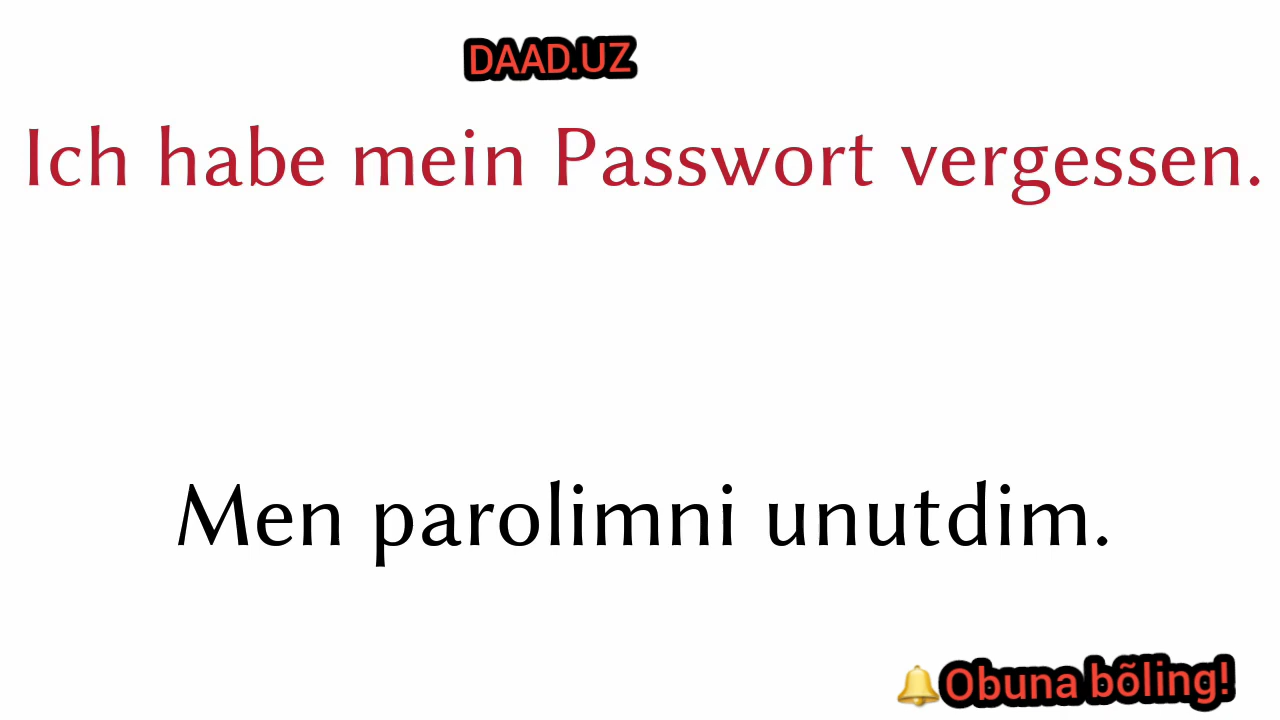 DAAD.UZ
Ich habe mein Passwort vergessen.
Men parolimni unutdim.
🔔Obuna bõling!